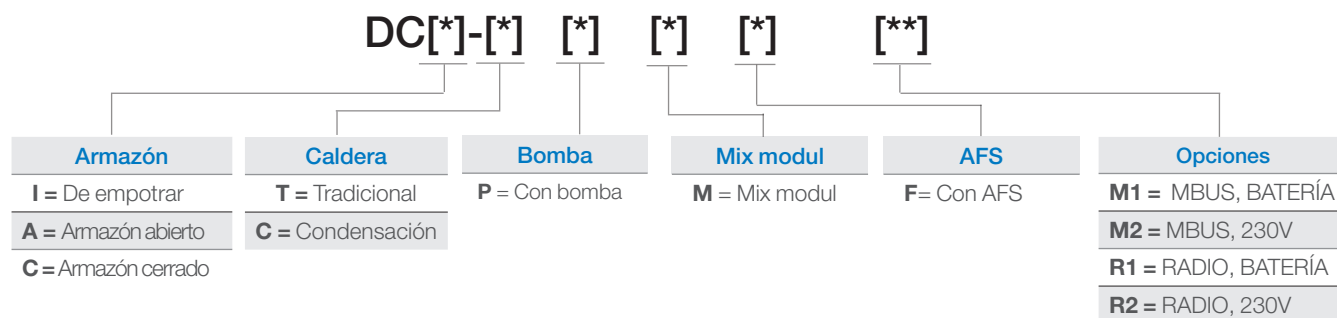 DC[*]-[*] [*] [*] [*] [**]
Armazón
I = De empotrar
A = Armazón abierto
C = Armazón cerrado
Caldera
T = Tradicional
C = Condensación
Bomba
P = Con bomba
Mix modul
M = Mix modul
AFS
F= Con AFS
Opciones
M1 = MBUS, BATERÍA
M2 = MBUS, 230V
R1 = RADIO, BATERÍA
R2 = RADIO, 230V